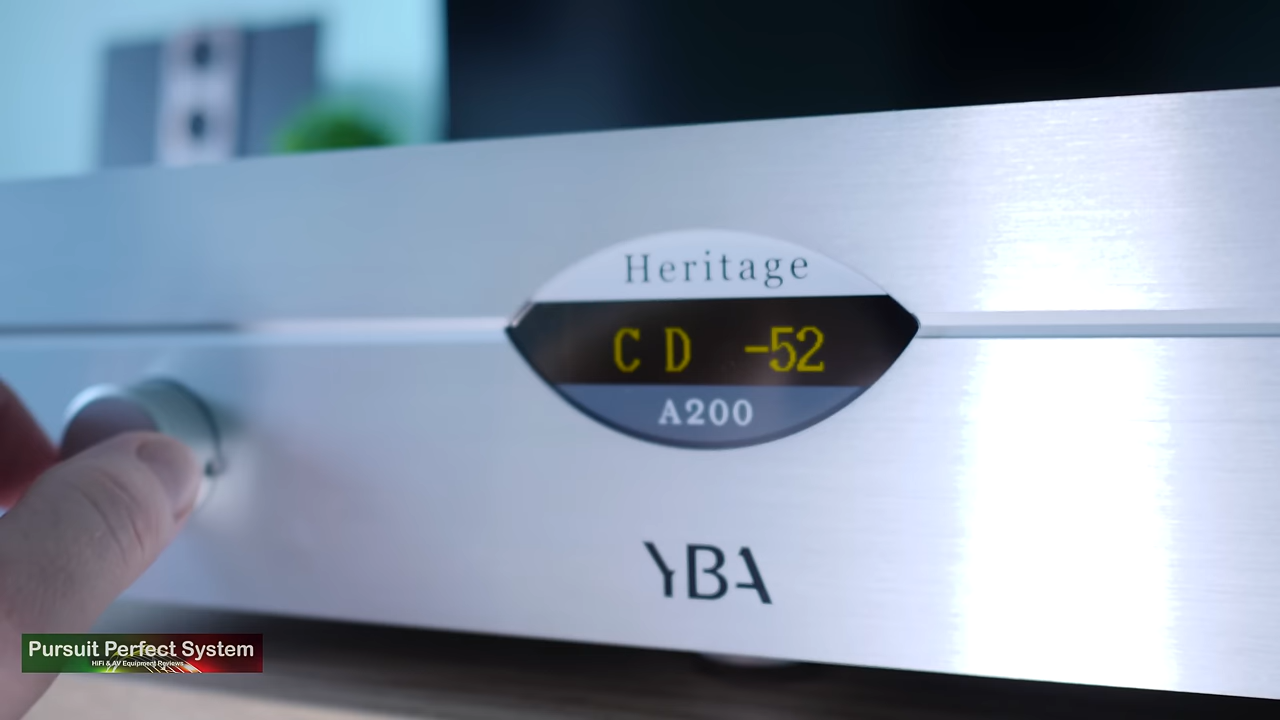 Heritage
CD -52
A200
YBA
Pursuit Perfect System
HiFi & AV Equipment Reviews